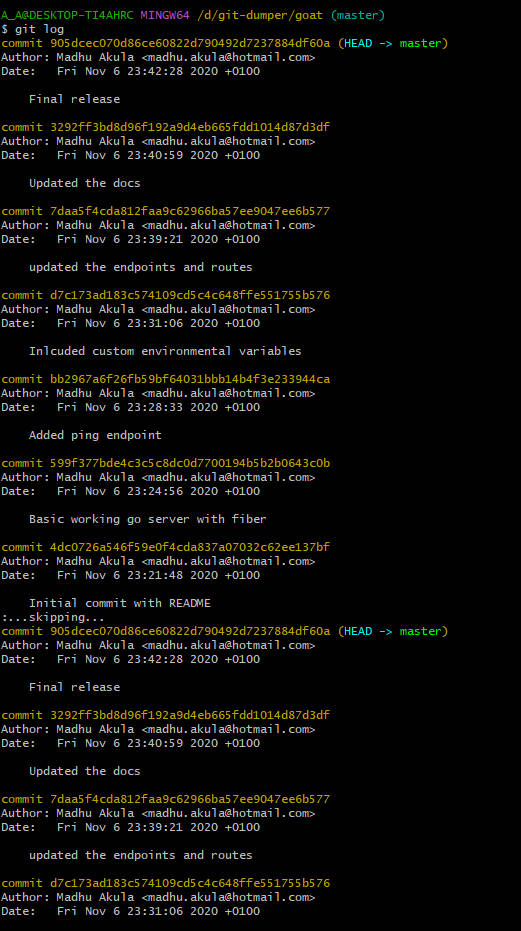 A_A@DESKTOP-TI4AHRC MINGW64 /d/git-dumper/goat (master)
$ git log
commit 905dcec070d86ce60822d790492d7237884df60a (HEAD -> master)
Author: Madhu Akula <madhu.akula@hotmail.com>
Date:   Fri Nov 6 23:42:28 2020 +0100
    Final release
commit 3292ff3bd8d96f192a9d4eb665fdd1014d87d3df
Author: Madhu Akula <madhu.akula@hotmail.com>
Date:   Fri Nov 6 23:40:59 2020 +0100
    Updated the docs
commit 7daa5f4cda812faa9c62966ba57ee9047ee6b577
Author: Madhu Akula <madhu.akula@hotmail.com>
Date:   Fri Nov 6 23:39:21 2020 +0100
    updated the endpoints and routes
commit d7c173ad183c574109cd5c4c648ffe551755b576
Author: Madhu Akula <madhu.akula@hotmail.com>
Date:   Fri Nov 6 23:31:06 2020 +0100
    Inlcuded custom environmental variables
commit bb2967a6f26fb59bf64031bbb14b4f3e233944ca
Author: Madhu Akula <madhu.akula@hotmail.com>
Date:   Fri Nov 6 23:28:33 2020 +0100
    Added ping endpoint
commit 599f377bde4c3c5c8dc0d7700194b5b2b0643c0b
Author: Madhu Akula <madhu.akula@hotmail.com>
Date:   Fri Nov 6 23:24:56 2020 +0100
    Basic working go server with fiber
commit 4dc0726a546f59e0f4cda837a07032c62ee137bf
Author: Madhu Akula <madhu.akula@hotmail.com>
Date:   Fri Nov 6 23:21:48 2020 +0100
    Initial commit with README
:...skipping...
commit 905dcec070d86ce60822d790492d7237884df60a (HEAD -> master)
Author: Madhu Akula <madhu.akula@hotmail.com>
Date:   Fri Nov 6 23:42:28 2020 +0100
    Final release
commit 3292ff3bd8d96f192a9d4eb665fdd1014d87d3df
Author: Madhu Akula <madhu.akula@hotmail.com>
Date:   Fri Nov 6 23:40:59 2020 +0100
    Updated the docs
commit 7daa5f4cda812faa9c62966ba57ee9047ee6b577
Author: Madhu Akula <madhu.akula@hotmail.com>
Date:   Fri Nov 6 23:39:21 2020 +0100
    updated the endpoints and routes
commit d7c173ad183c574109cd5c4c648ffe551755b576
Author: Madhu Akula <madhu.akula@hotmail.com>
Date:   Fri Nov 6 23:31:06 2020 +0100